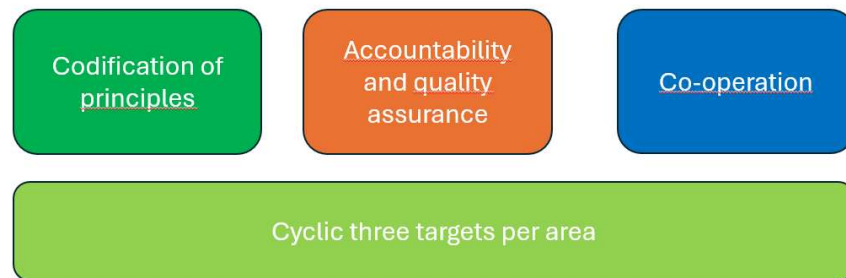 Codification of
principles
Accountability
and quality
assurance
Co-operation
Cyclic three targets per area